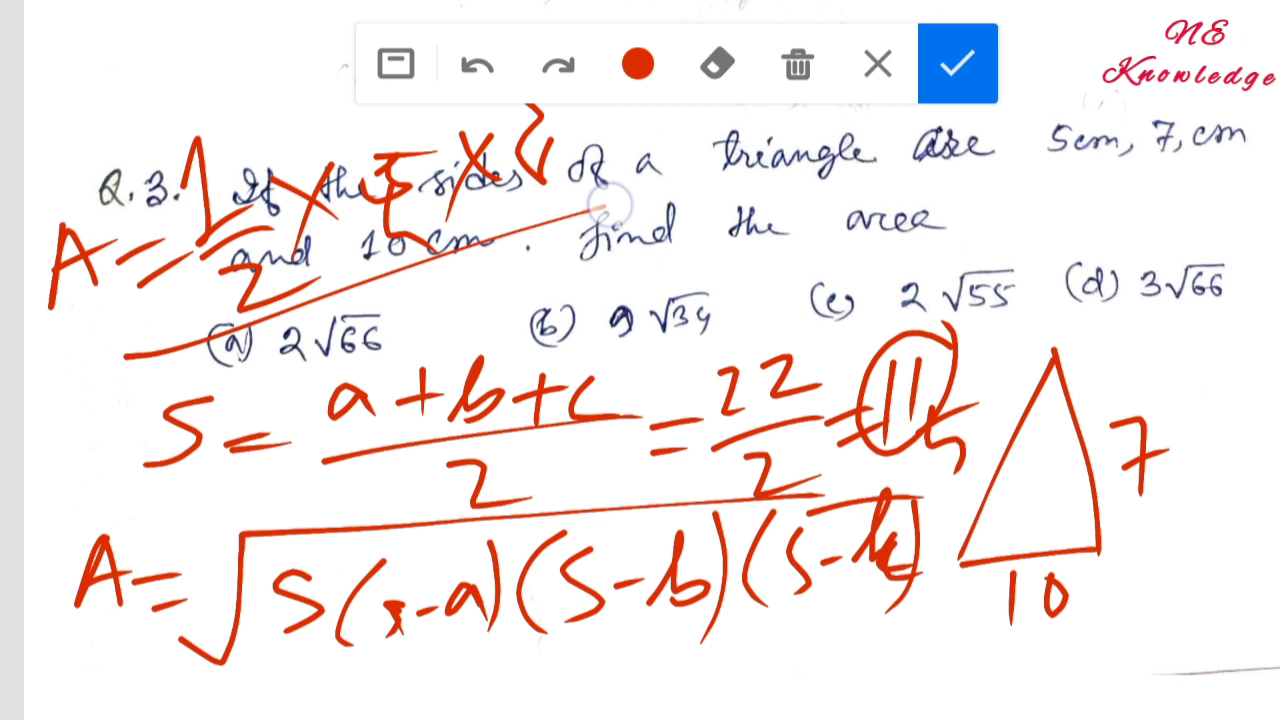 NE
Knowledge
Q.3. If the sides of a triangle are 5cm, 7, cm
and 10 cm. find the area
(a) 2√66 (b) 9√34 (c) 2√55 (d) 3√66
A = 1/2 ×
S = a+b+c/2 = 22/2 = 11
5
7
10
A = √S(s-a)(S-b)(S-